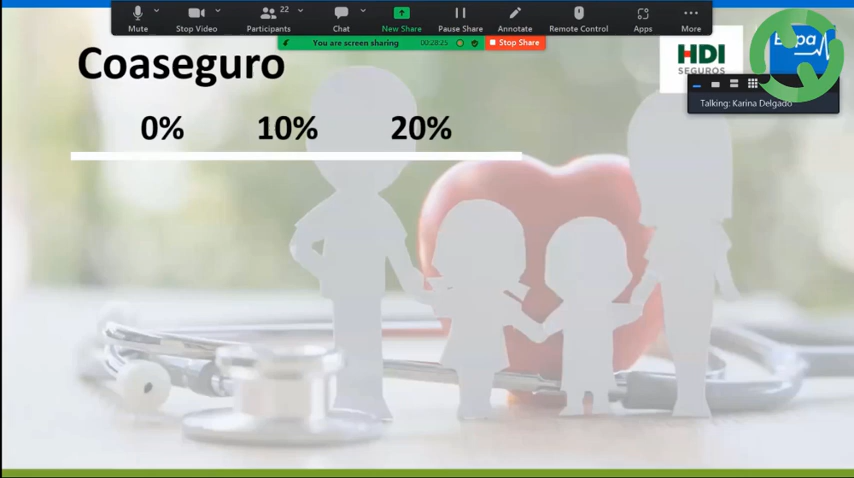 Mute
Stop Video
Participants
22
Chat
New Share
Pause Share
Annotate
Remote Control
Apps
More
You are screen sharing
00:28:25
Stop Share
Coaseguro
HDI
SEGUROS
Talking: Karina Delgado
0% 10% 20%